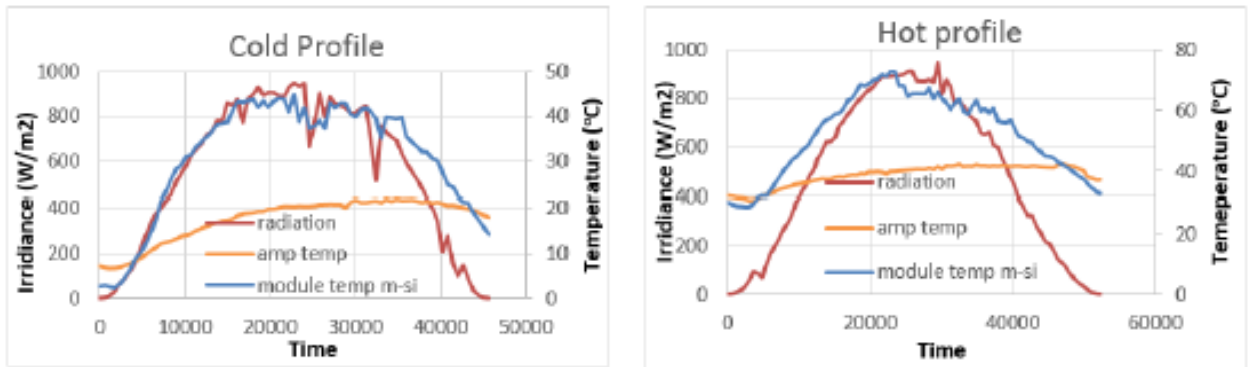 Cold Profile
Irridiance (W/m2)
1000
800
600
400
200
0
50
40
30
20
10
0
Temperature (°C)
radiation
amp temp
module temp m-si
0 10000 20000 30000 40000 50000
Time
Hot profile
Irridiance (W/m2)
1000
800
600
400
200
0
80
60
40
20
0
Temeperature (°C)
radiation
amp temp
module temp m-si
0 20000 40000 60000
Time